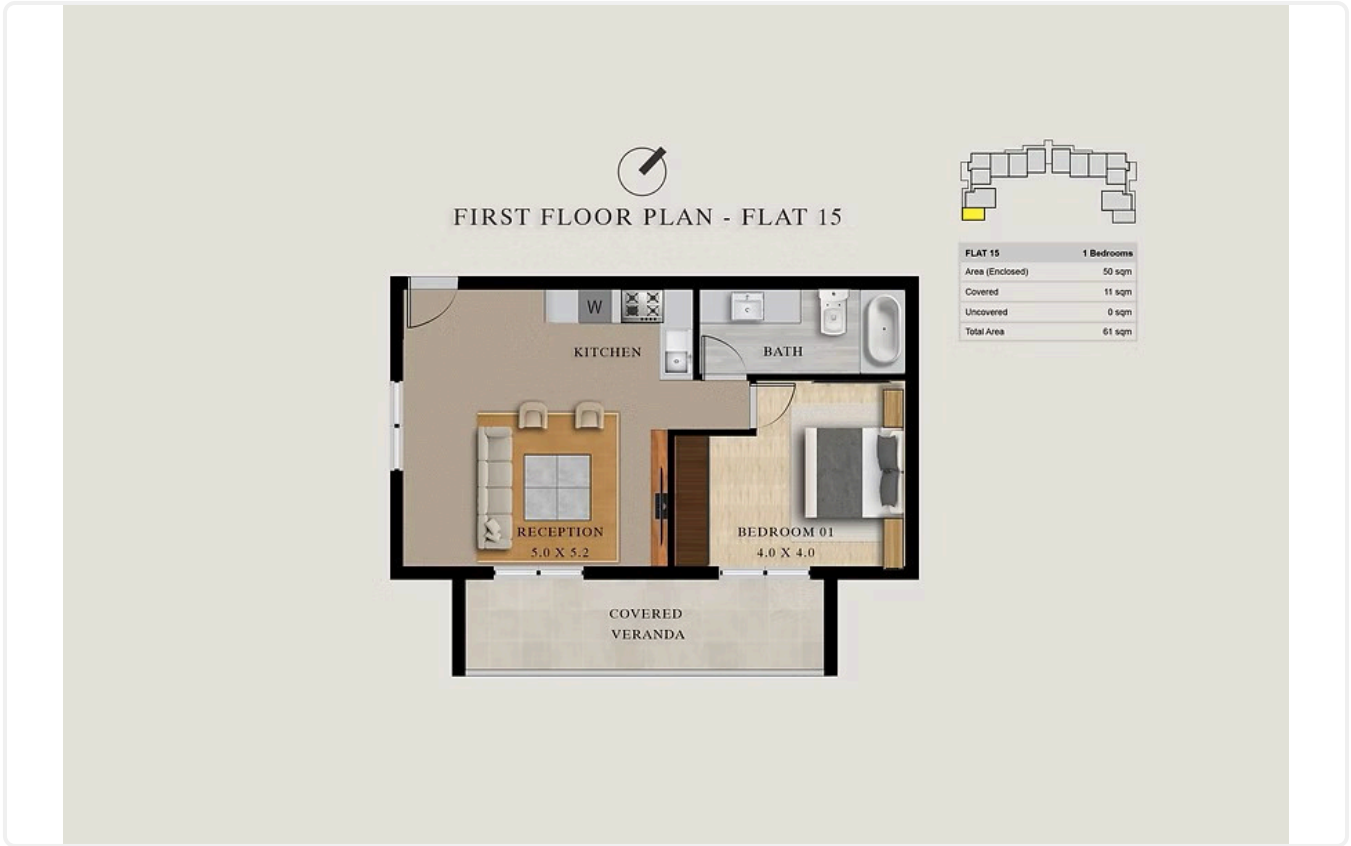 FIRST FLOOR PLAN - FLAT 15
FLAT 15 1 Bedrooms
Area (Enclosed) 50 sqm
Covered 11 sqm
Uncovered 0 sqm
Total Area 61 sqm
W
KITCHEN
BATH
RECEPTION
5.0 X 5.2
BEDROOM 01
4.0 X 4.0
COVERED
VERANDA